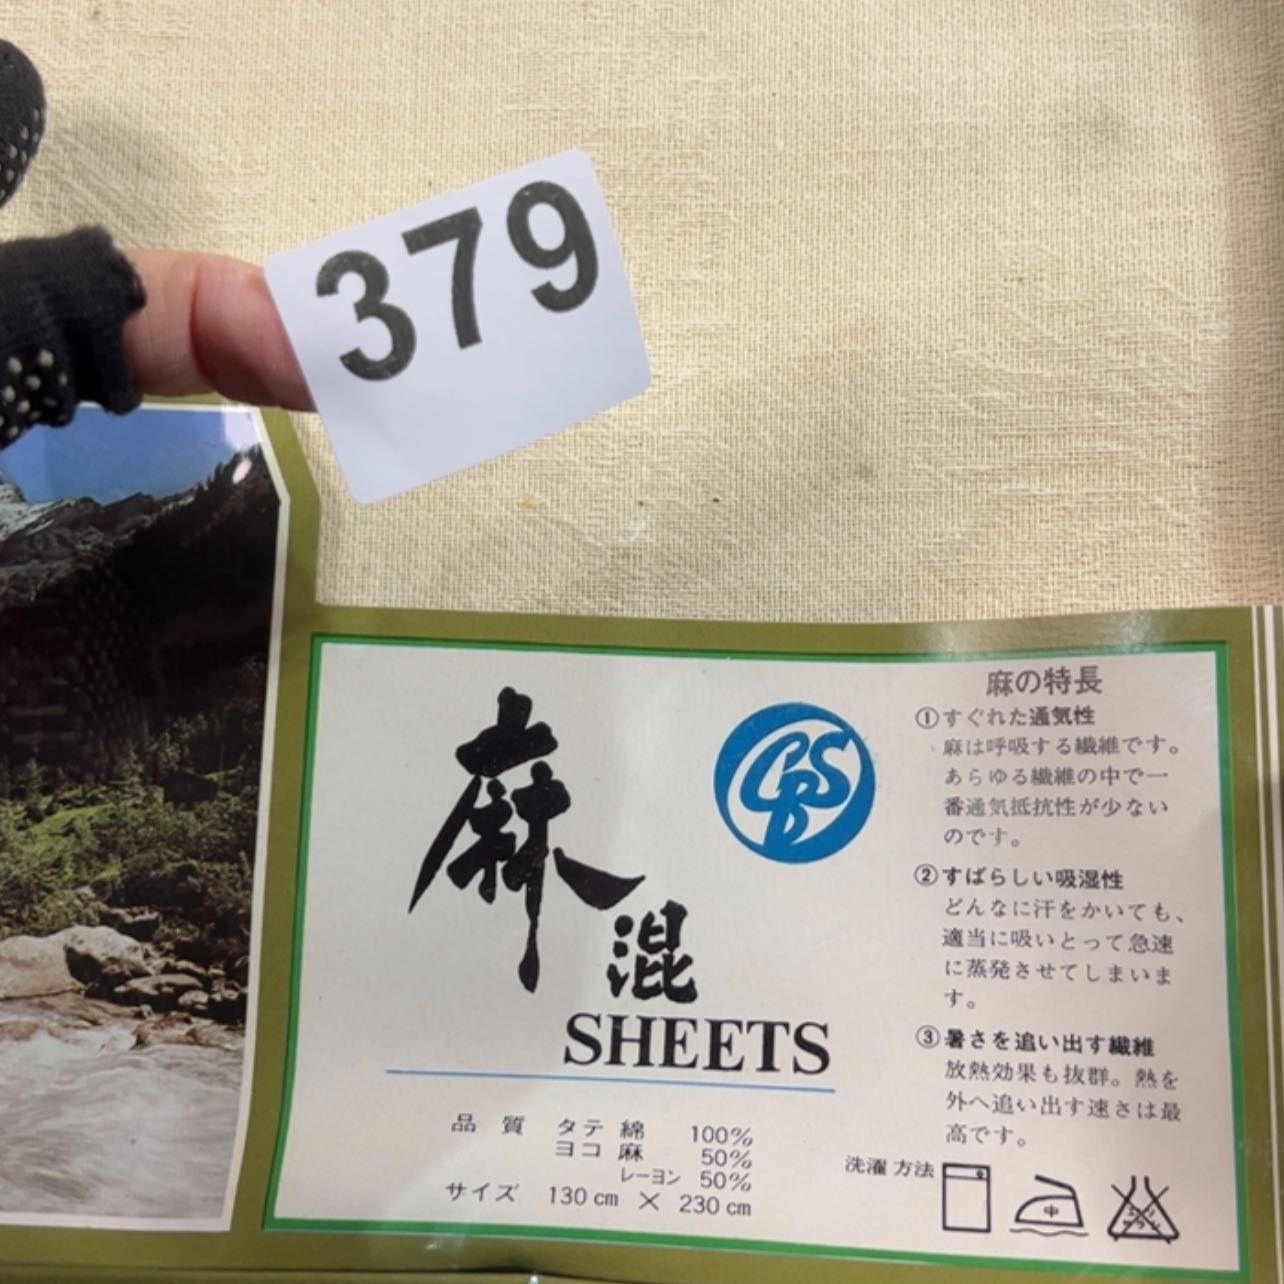 379
麻
混
SHEETS
品 質 タテ 綿 100%
ヨコ 麻 50%
レーヨン 50%
サイズ 130cm × 230cm
麻の特長
①すぐれた通気性
麻は呼吸する繊維です。
あらゆる繊維の中で一
番通気抵抗性が少ない
のです。
②すばらしい吸湿性
どんなに汗をかいても、
適当に吸いとって急速
に蒸発させてしまいま
す。
③暑さを追い出す繊維
放熱効果も抜群。熱を
外へ追い出す速さは最
高です。
洗濯方法
中